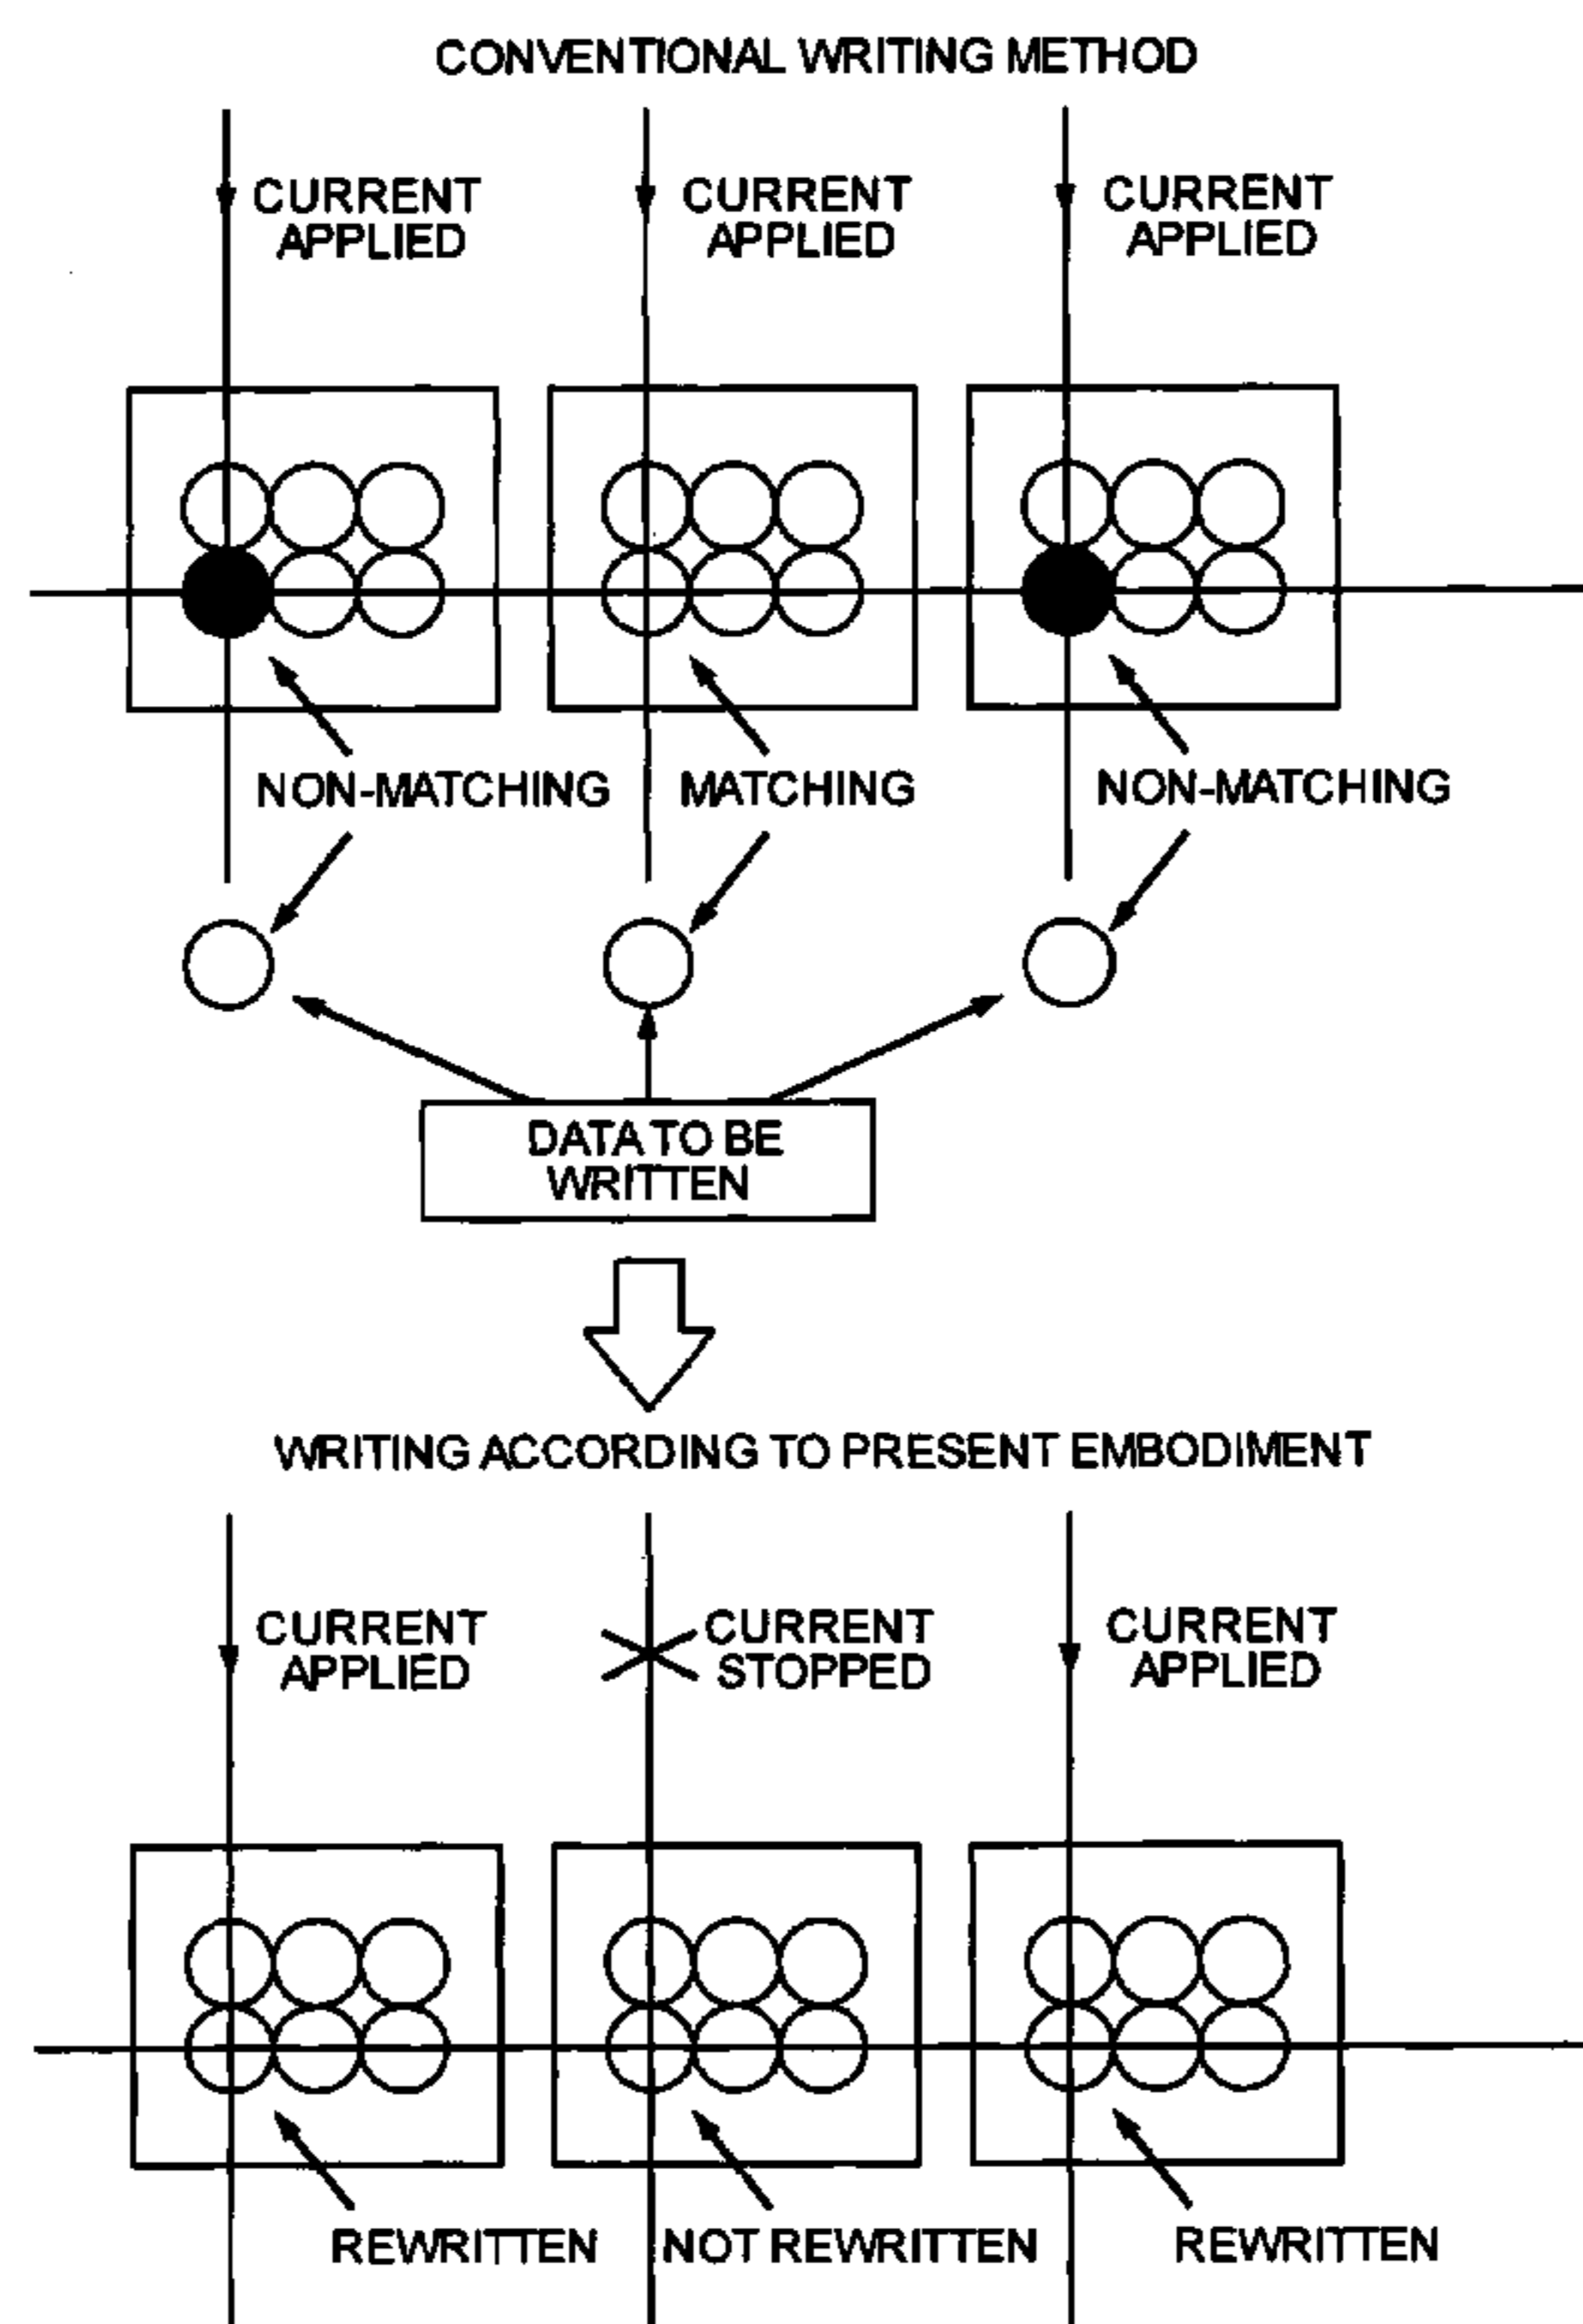 CONVENTIONAL WRITING METHOD
CURRENT
APPLIED
CURRENT
APPLIED
CURRENT
APPLIED
NON-MATCHING
MATCHING
NON-MATCHING
DATA TO BE
WRITTEN
WRITING ACCORDING TO PRESENT EMBODIMENT
CURRENT
APPLIED
CURRENT
STOPPED
CURRENT
APPLIED
REWRITTEN
NOT REWRITTEN
REWRITTEN